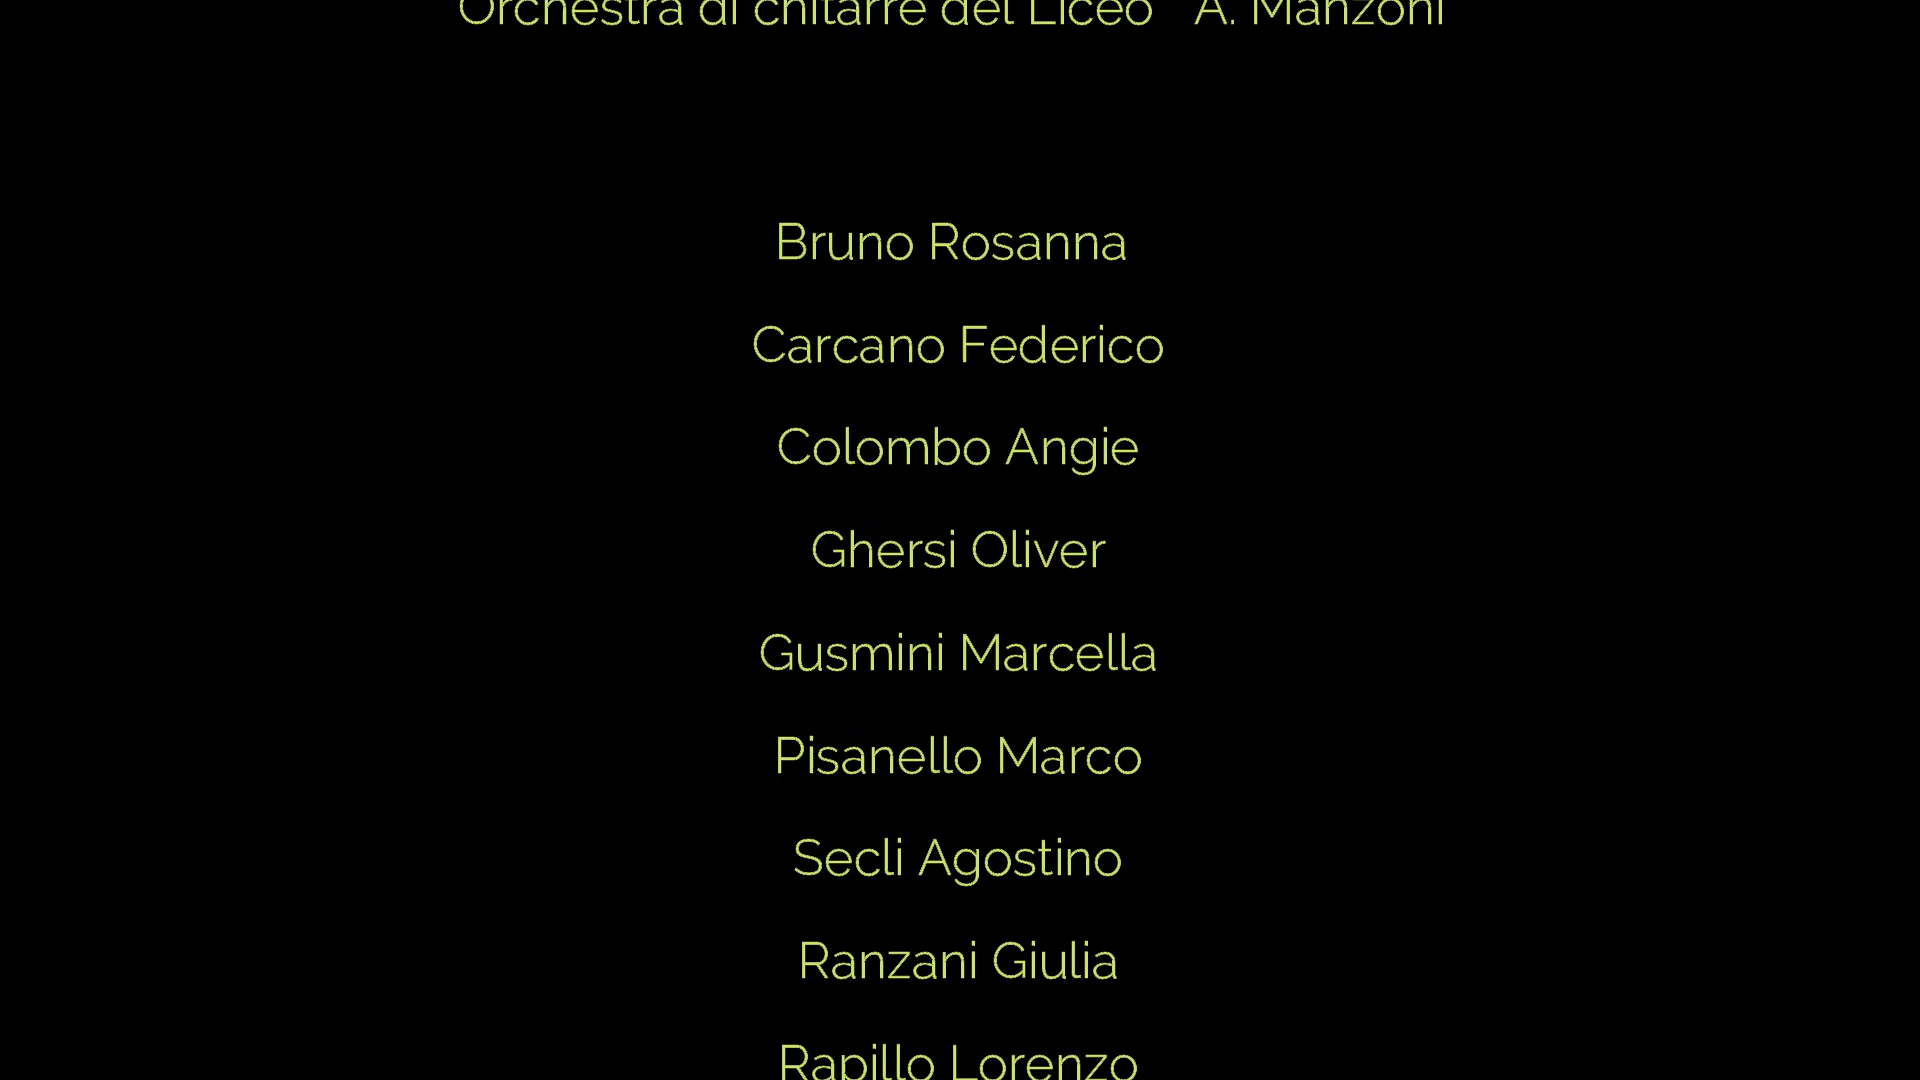 Orchestra di chitarre del Liceo A. Manzoni
Bruno Rosanna
Carcano Federico
Colombo Angie
Ghersi Oliver
Gusmini Marcella
Pisanello Marco
Secli Agostino
Ranzani Giulia
Rapillo Lorenzo